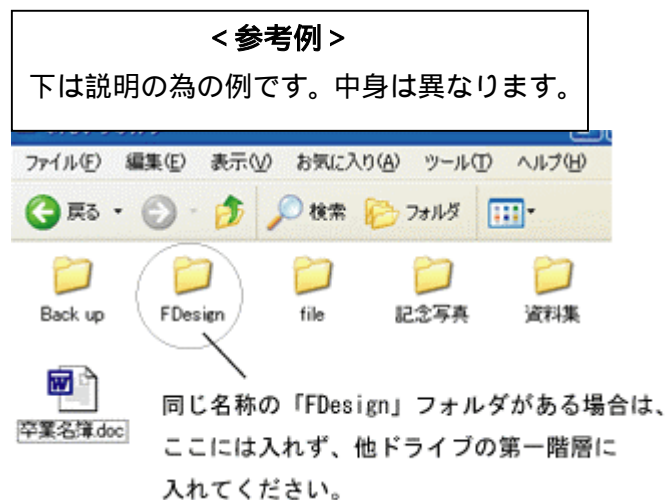 ＜参考例＞
下は説明の為の例です。中身は異なります。
ファイル(F) 編集(E) 表示(V) お気に入り(A) ツール(T) ヘルプ(H)
戻る 検索 フォルダ
Back up FDesign file 記念写真 資料集
卒業名簿.doc
同じ名称の「FDesign」フォルダがある場合は、
ここには入れず、他ドライブの第一階層に
入れてください。